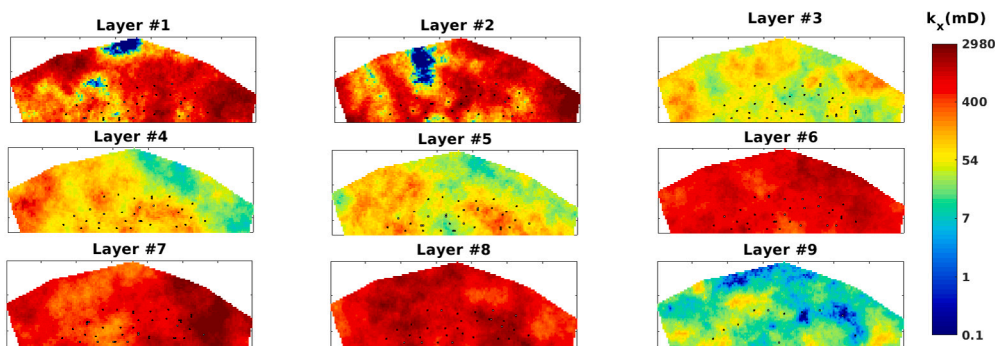 Layer #1
Layer #2
Layer #3
k_x(mD)
2980
400
54
7
1
0.1
Layer #4
Layer #5
Layer #6
Layer #7
Layer #8
Layer #9